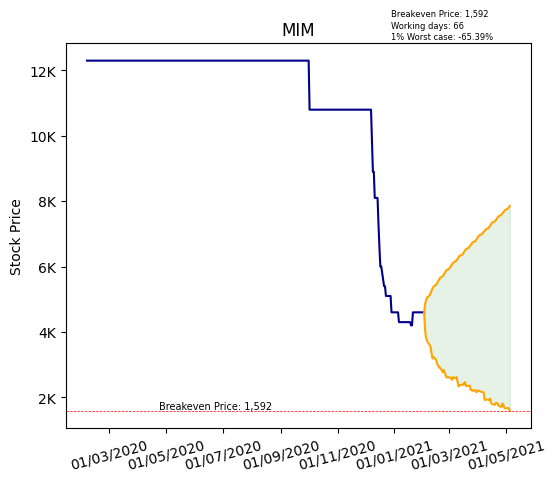 Breakeven Price: 1,592
Working days: 66
1% Worst case: -65.39%
MIM
Stock Price
12K
10K
8K
6K
4K
2K
Breakeven Price: 1,592
01/03/2020
01/05/2020
01/07/2020
01/09/2020
01/11/2020
01/01/2021
01/03/2021
01/05/2021